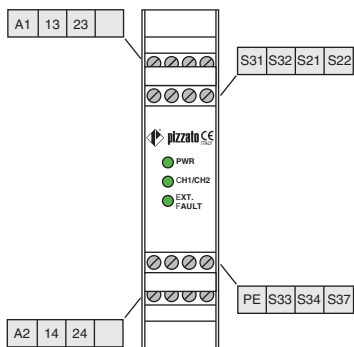 A1 13 23
S31 S32 S21 S22
pizzato CE
ITALY
PWR
CH1/CH2
EXT.
FAULT
PE S33 S34 S37
A2 14 24